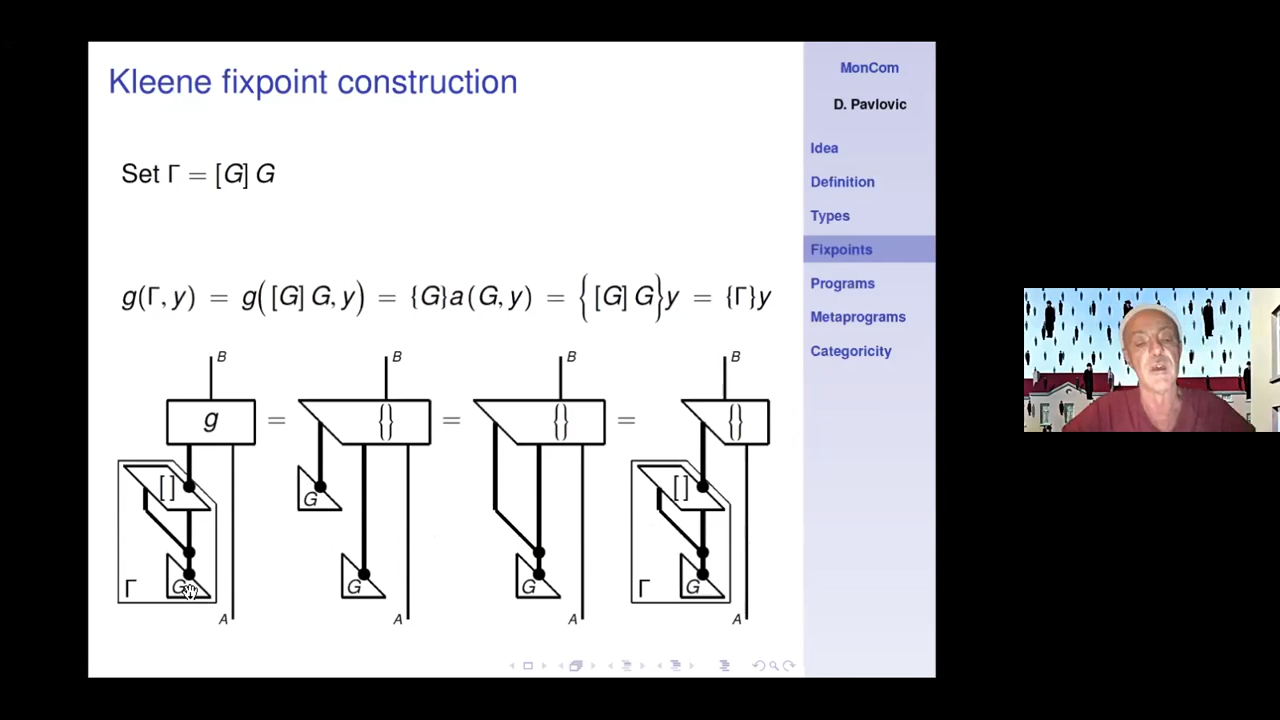 Kleene fixpoint construction
Set Γ = [G] G
g(Γ, y) = g([G] G, y) = {G}a(G, y) = {[G] G}y = {Γ}y
B B B B
g = {} = {} = {}
[ ] G [ ]
Γ G G G Γ G
A A A A
MonCom
D. Pavlovic
Idea
Definition
Types
Fixpoints
Programs
Metaprograms
Categoricity